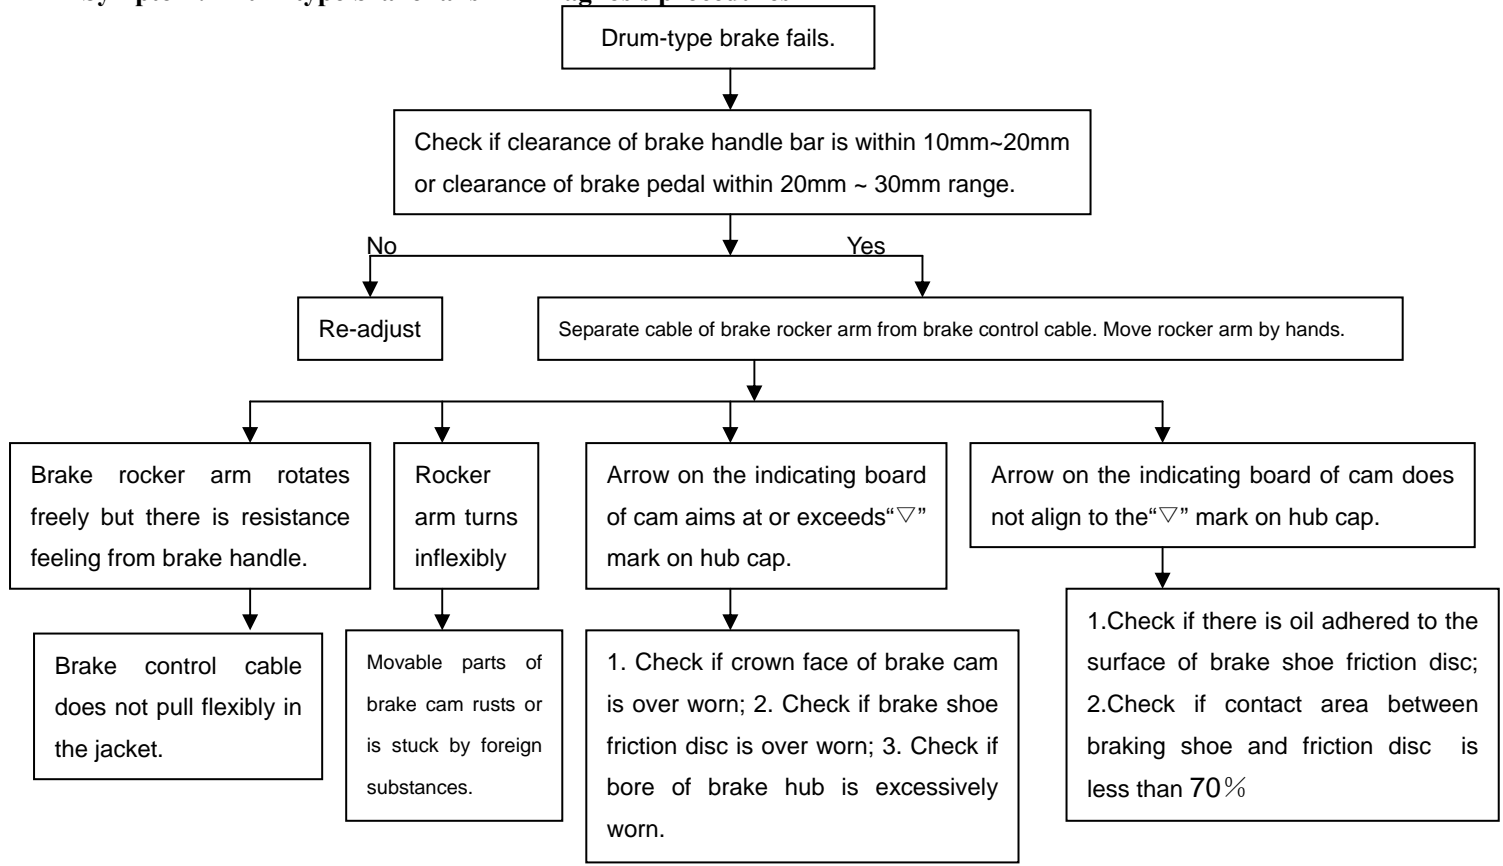 Drum-type brake fails.
Check if clearance of brake handle bar is within 10mm~20mm
or clearance of brake pedal within 20mm ~ 30mm range.
No
Yes
Re-adjust
Separate cable of brake rocker arm from brake control cable. Move rocker arm by hands.
Brake rocker arm rotates
freely but there is resistance
feeling from brake handle.
Rocker
arm turns
inflexibly
Arrow on the indicating board
of cam aims at or exceeds“▽”
mark on hub cap.
Arrow on the indicating board of cam does
not align to the“▽” mark on hub cap.
Brake control cable
does not pull flexibly in
the jacket.
Movable parts of
brake cam rusts or
is stuck by foreign
substances.
1. Check if crown face of brake cam
is over worn; 2. Check if brake shoe
friction disc is over worn; 3. Check if
bore of brake hub is excessively
worn.
1.Check if there is oil adhered to the
surface of brake shoe friction disc;
2.Check if contact area between
braking shoe and friction disc is
less than 70%